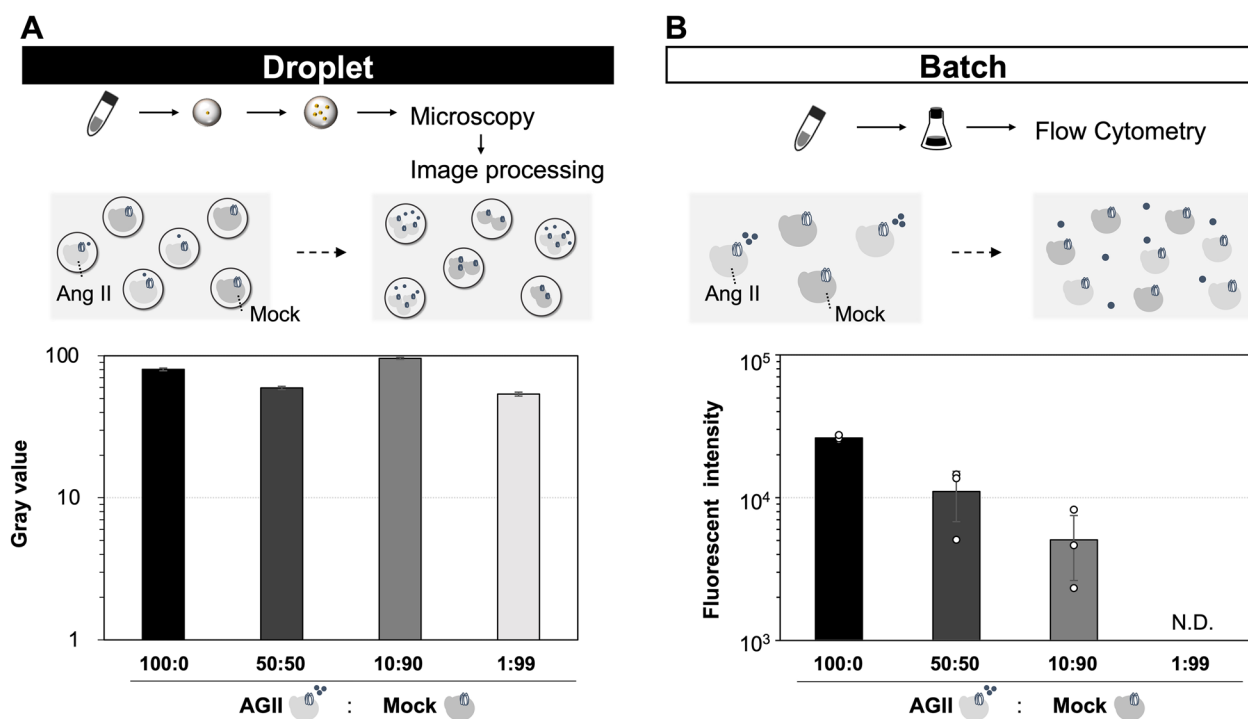 A
Droplet
Microscopy
Image processing
Ang II
Mock
100
10
1
Gray value
100:0 50:50 10:90 1:99
AGII : Mock
B
Batch
Flow Cytometry
Ang II
Mock
10⁵
10⁴
10³
Fluorescent intensity
N.D.
100:0 50:50 10:90 1:99
AGII : Mock